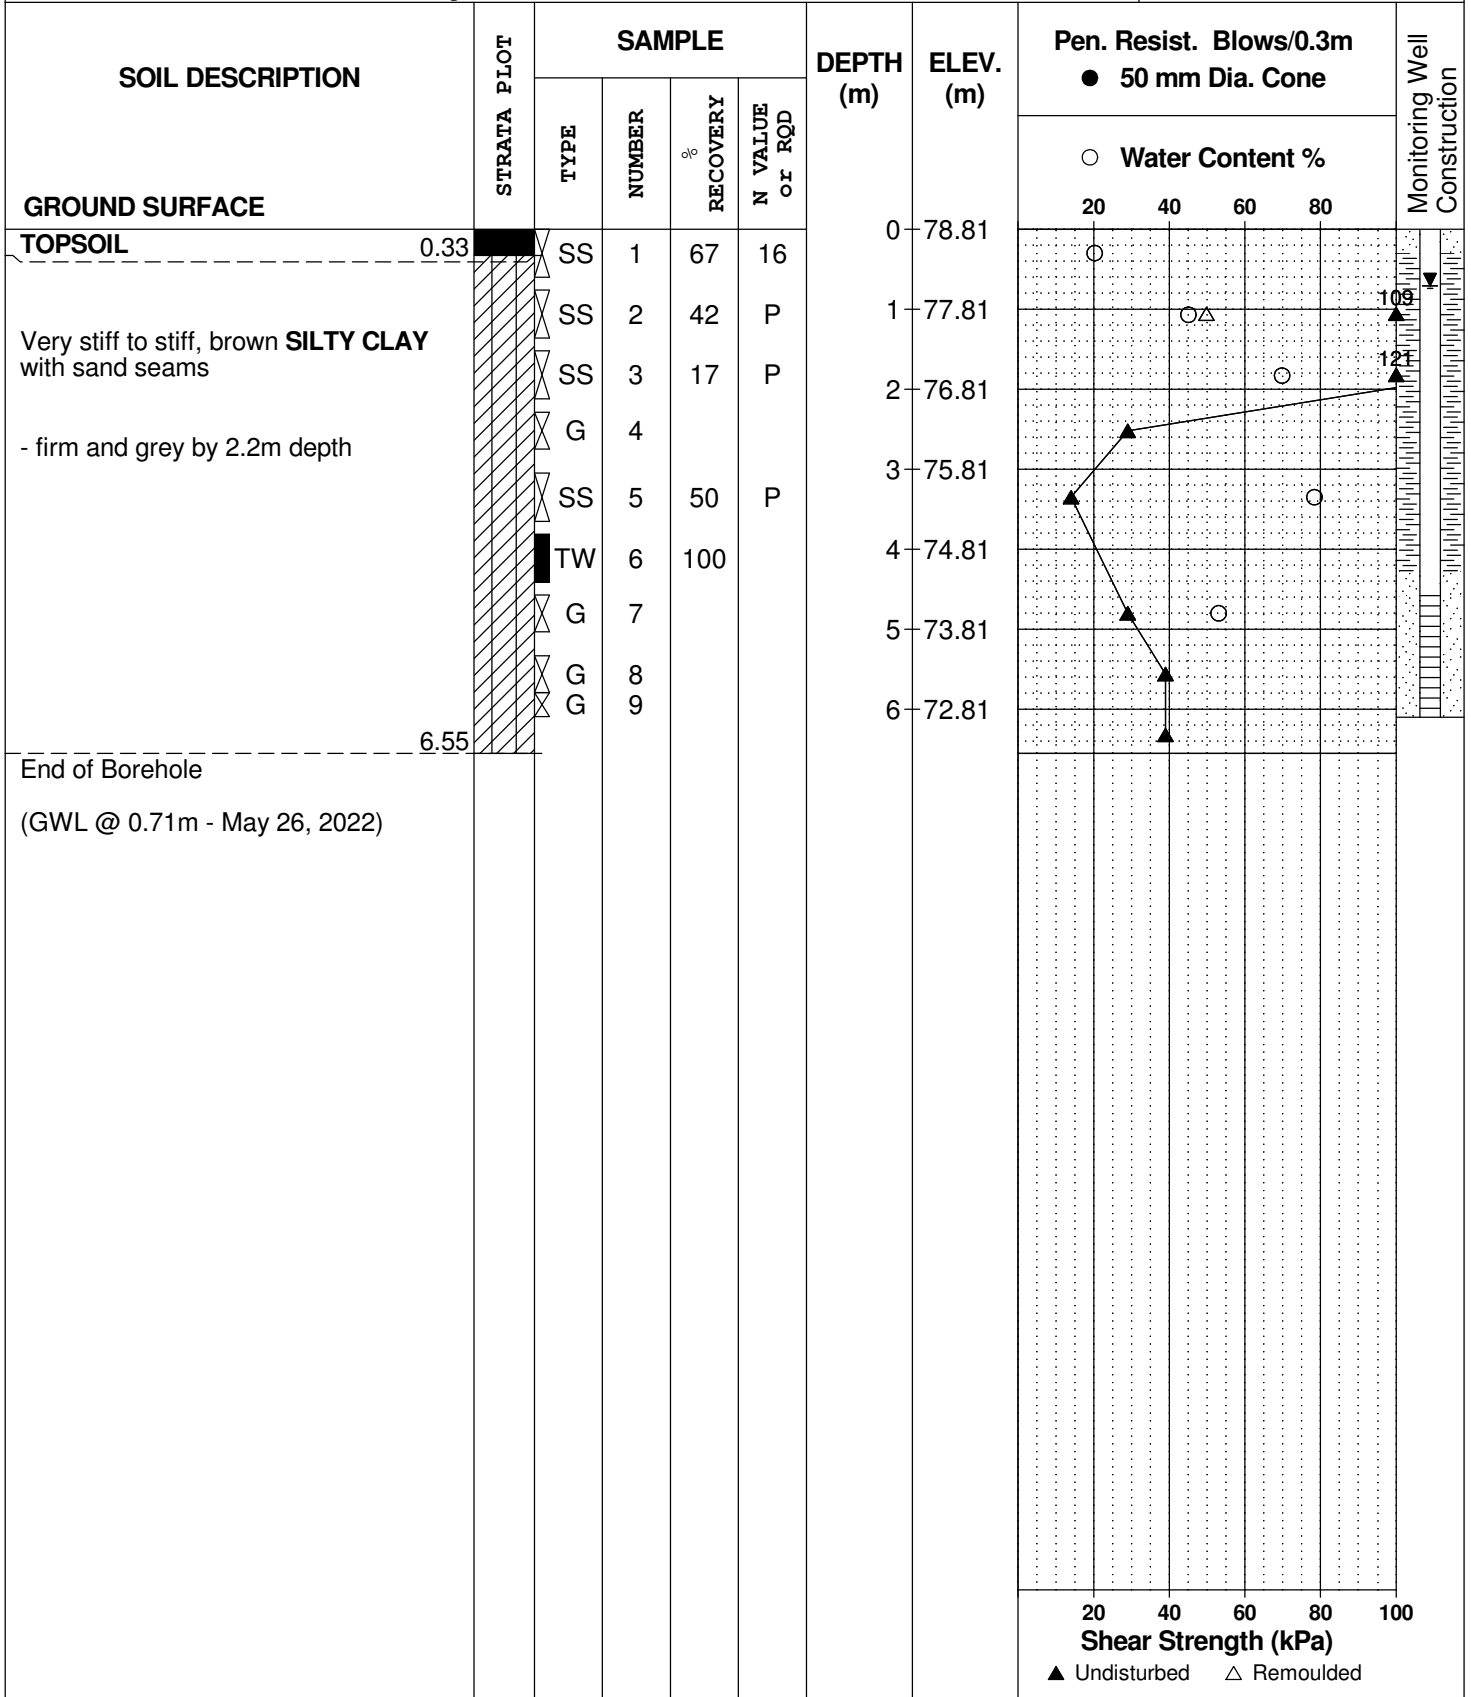 SOIL DESCRIPTION
GROUND SURFACE
STRATA PLOT
SAMPLE
TYPE
NUMBER
% RECOVERY
N VALUE
or RQD
DEPTH
(m)
ELEV.
(m)
Pen. Resist. Blows/0.3m
● 50 mm Dia. Cone
○ Water Content %
20 40 60 80
Monitoring Well
Construction
TOPSOIL 0.33
SS 1 67 16
0 78.81
Very stiff to stiff, brown SILTY CLAY
with sand seams
SS 2 42 P
1 77.81
109
SS 3 17 P
2 76.81
121
- firm and grey by 2.2m depth
G 4
3 75.81
SS 5 50 P
TW 6 100
4 74.81
G 7
5 73.81
G 8
G 9
6 72.81
6.55
End of Borehole
(GWL @ 0.71m - May 26, 2022)
20 40 60 80 100
Shear Strength (kPa)
▲ Undisturbed △ Remoulded